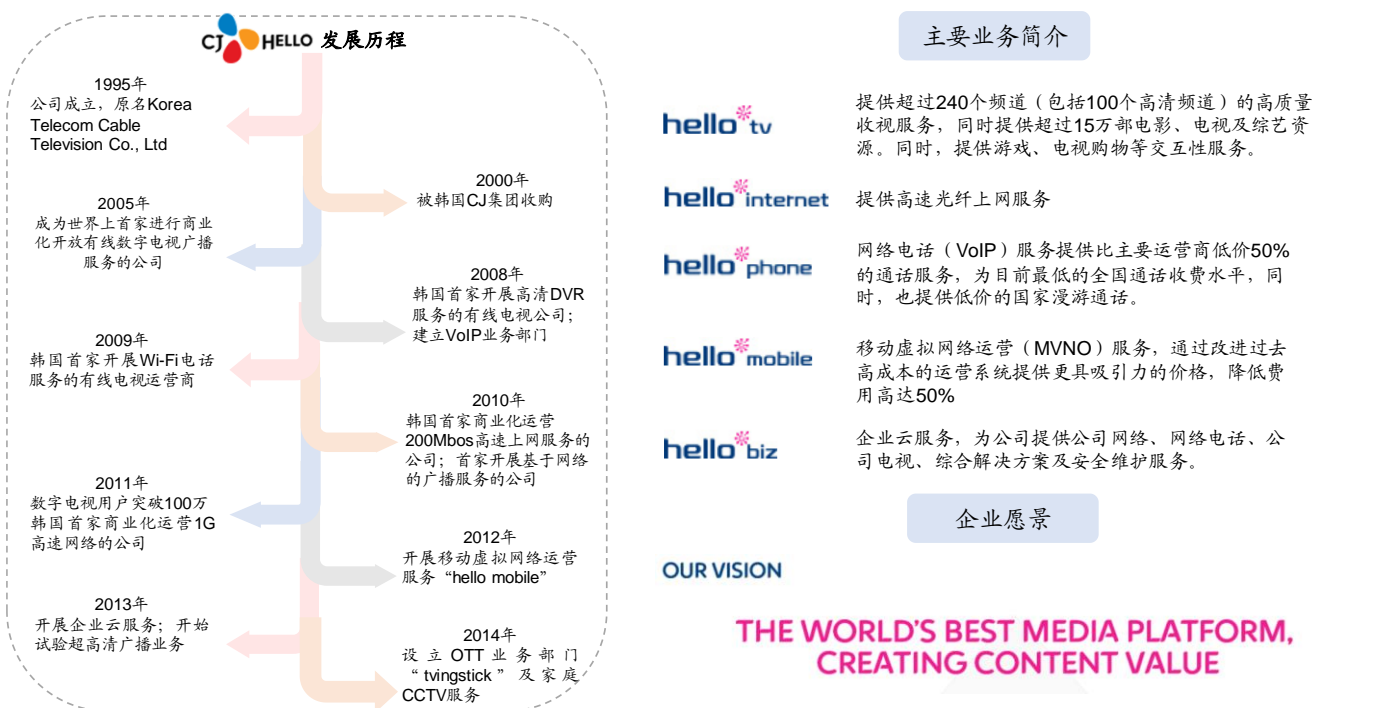 CJ HELLO 发展历程
1995年
公司成立，原名Korea
Telecom Cable
Television Co., Ltd
2000年
被韩国CJ集团收购
2005年
成为世界上首家进行商业
化开放有线数字电视广播
服务的公司
2008年
韩国首家开展高清DVR
服务的有线电视公司；
建立VoIP业务部门
2009年
韩国首家开展Wi-Fi电话
服务的有线电视运营商
2010年
韩国首家商业化运营
200Mbos高速上网服务的
公司；首家开展基于网络
的广播服务的公司
2011年
数字电视用户突破100万
韩国首家商业化运营1G
高速网络的公司
2012年
开展移动虚拟网络运营
服务“hello mobile”
2013年
开展企业云服务；开始
试验超高清广播业务
2014年
设立OTT业务部门
“tvingstick”及家庭
CCTV服务
主要业务简介
hello tv
提供超过240个频道（包括100个高清频道）的高质量
收视服务，同时提供超过15万部电影、电视及综艺资
源。同时，提供游戏、电视购物等交互性服务。
hello internet
提供高速光纤上网服务
hello phone
网络电话（VoIP）服务提供比主要运营商低价50%
的通话服务，为目前最低的全国通话收费水平，同
时，也提供低价的国家漫游通话。
hello mobile
移动虚拟网络运营（MVNO）服务，通过改进过去
高成本的运营系统提供更具吸引力的价格，降低费
用高达50%
hello biz
企业云服务，为公司提供公司网络、网络电话、公
司电视、综合解决方案及安全维护服务。
企业愿景
OUR VISION
THE WORLD'S BEST MEDIA PLATFORM,
CREATING CONTENT VALUE